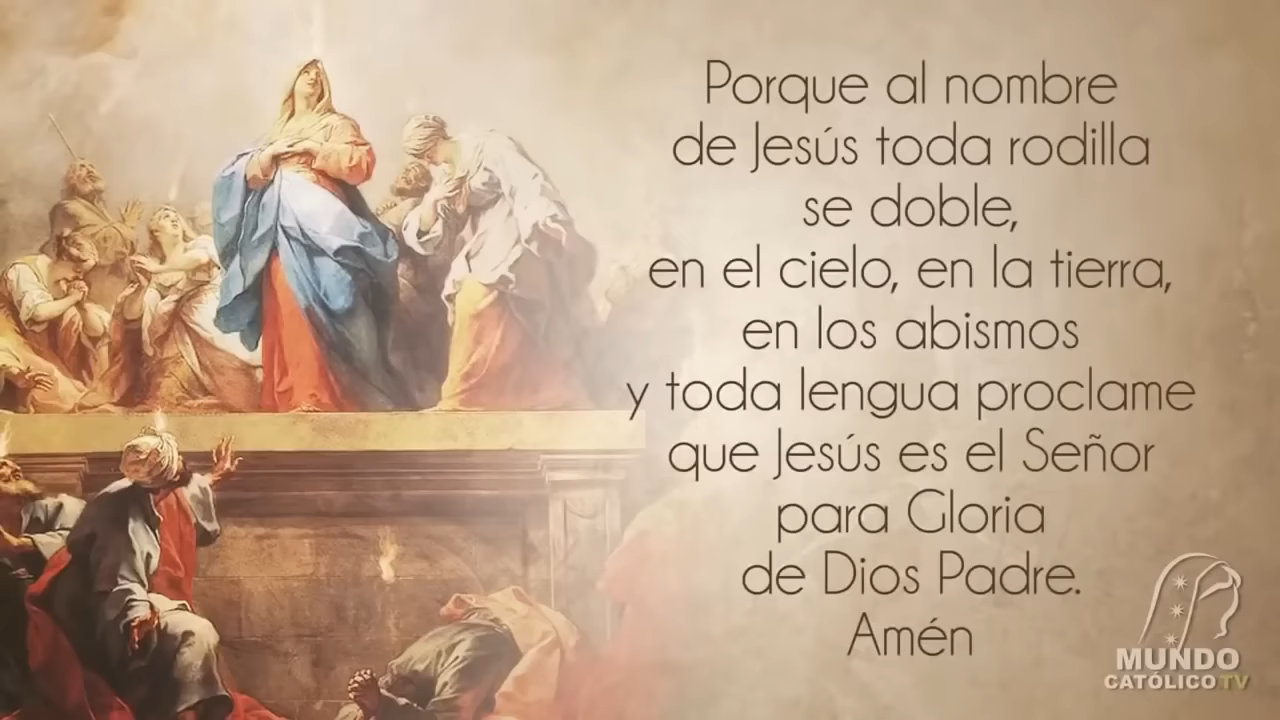 Porque al nombre
de Jesús toda rodilla
se doble,
en el cielo, en la tierra,
en los abismos
y toda lengua proclame
que Jesús es el Señor
para Gloria
de Dios Padre.
Amén
MUNDO
CATÓLICO TV